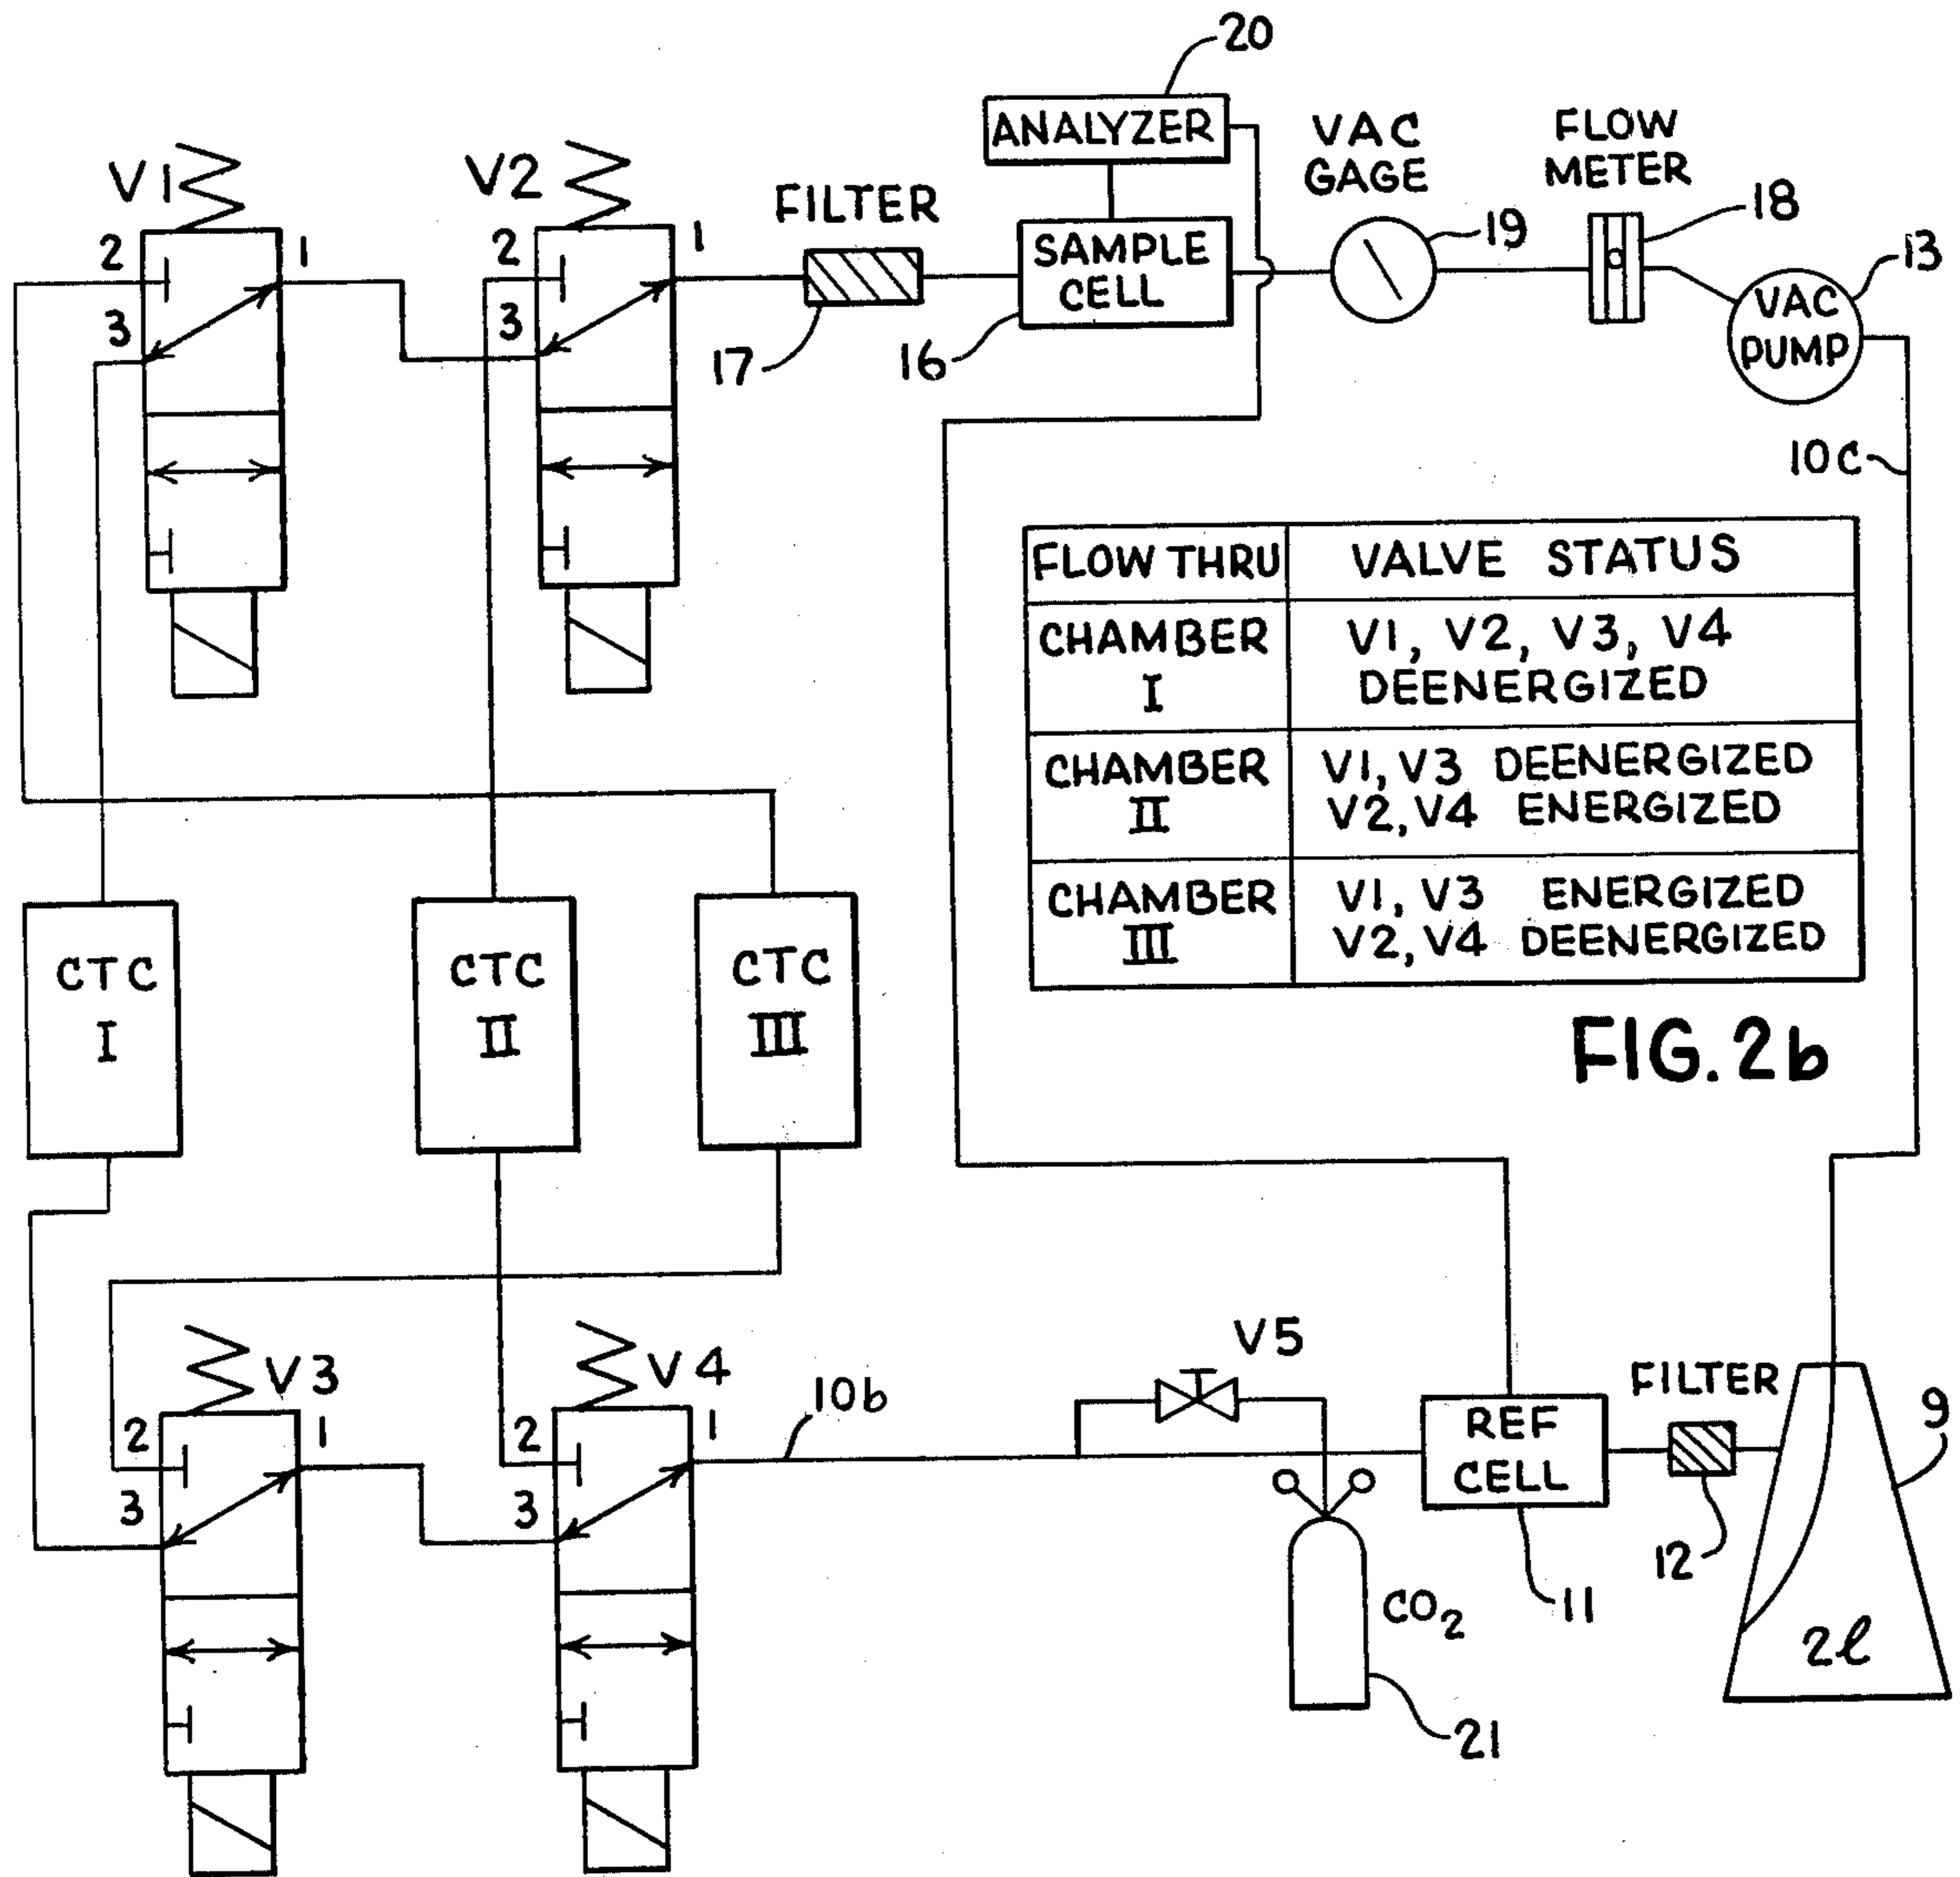 20
ANALYZER
VAC
GAGE
FLOW
METER
V1
V2
FILTER
18
19
13
2
1
2
1
SAMPLE
CELL
VAC
PUMP
3
3
17
16
10C
FLOW THRU
VALVE STATUS
CHAMBER
I
V1, V2, V3, V4
DEENERGIZED
CHAMBER
II
V1, V3 DEENERGIZED
V2, V4 ENERGIZED
CHAMBER
III
V1, V3 ENERGIZED
V2, V4 DEENERGIZED
CTC
I
CTC
II
CTC
III
FIG. 2b
V3
V4
V5
10b
FILTER
9
2
1
2
1
REF
CELL
3
3
12
11
CO2
2ℓ
21